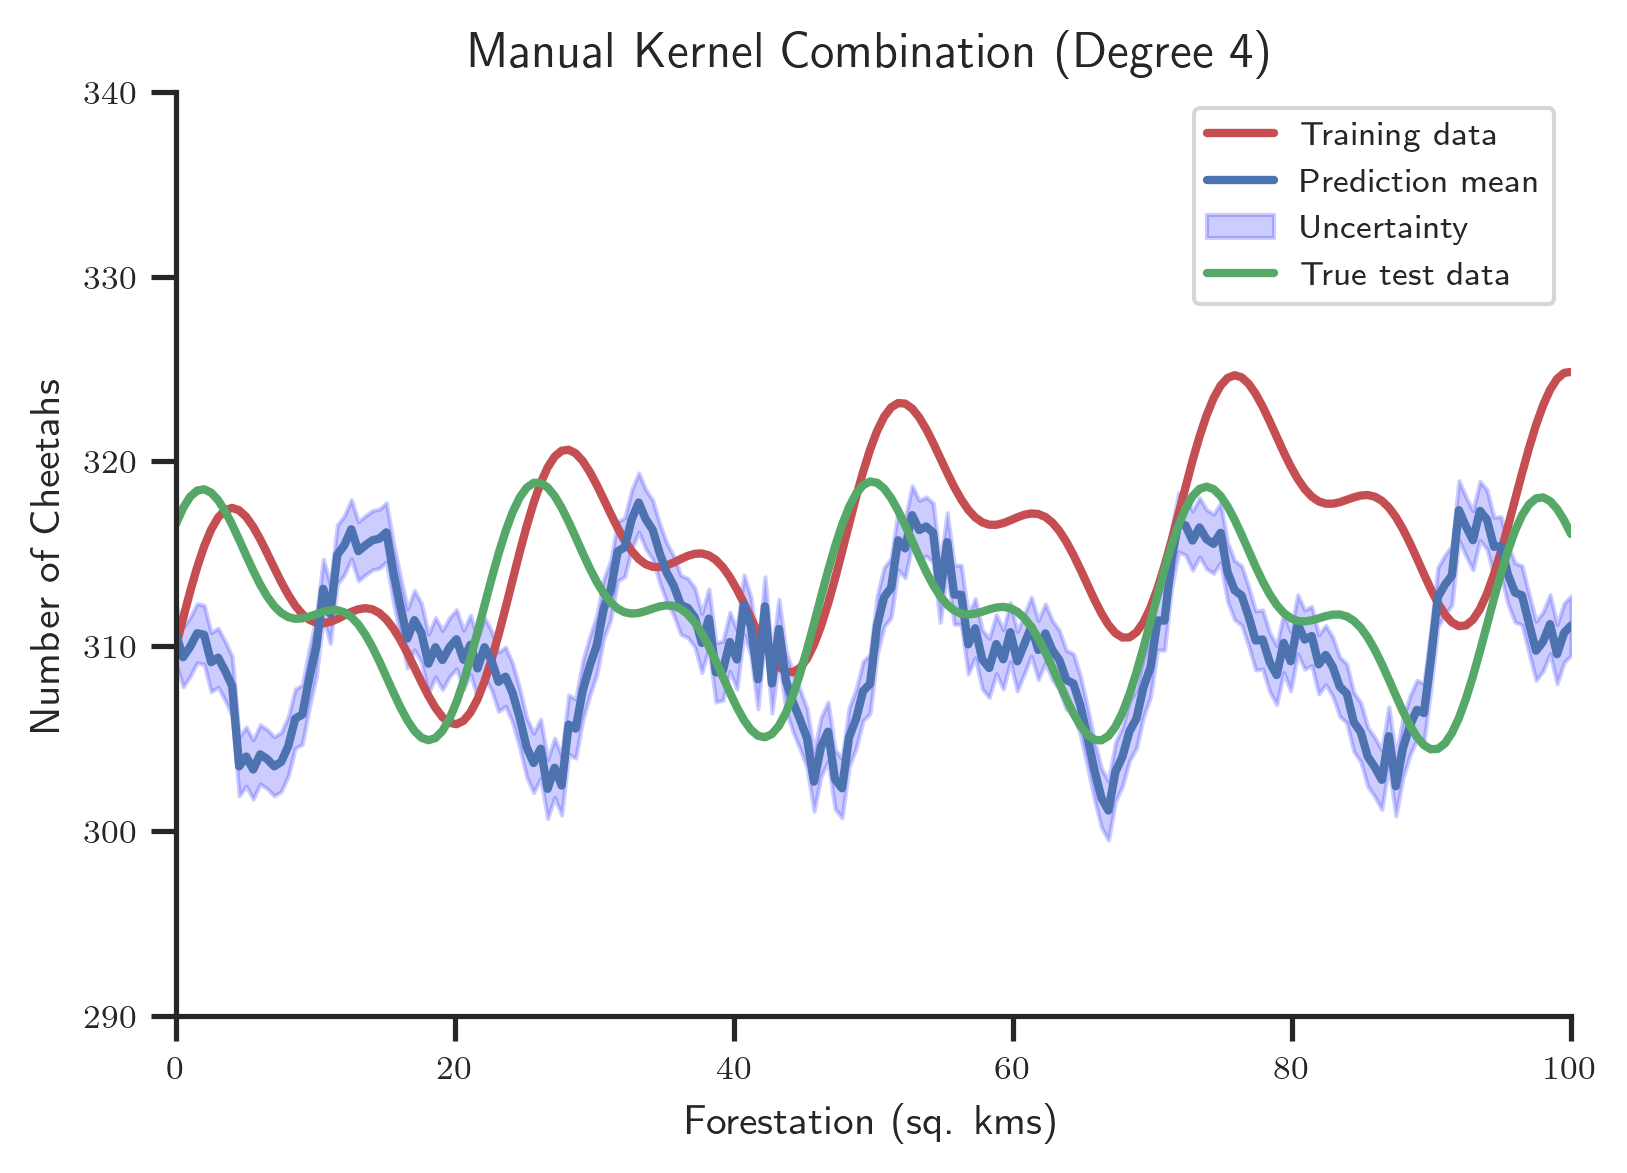 Manual Kernel Combination (Degree 4)
340
330
320
310
300
290
Number of Cheetahs
Training data
Prediction mean
Uncertainty
True test data
0 20 40 60 80 100
Forestation (sq. kms)